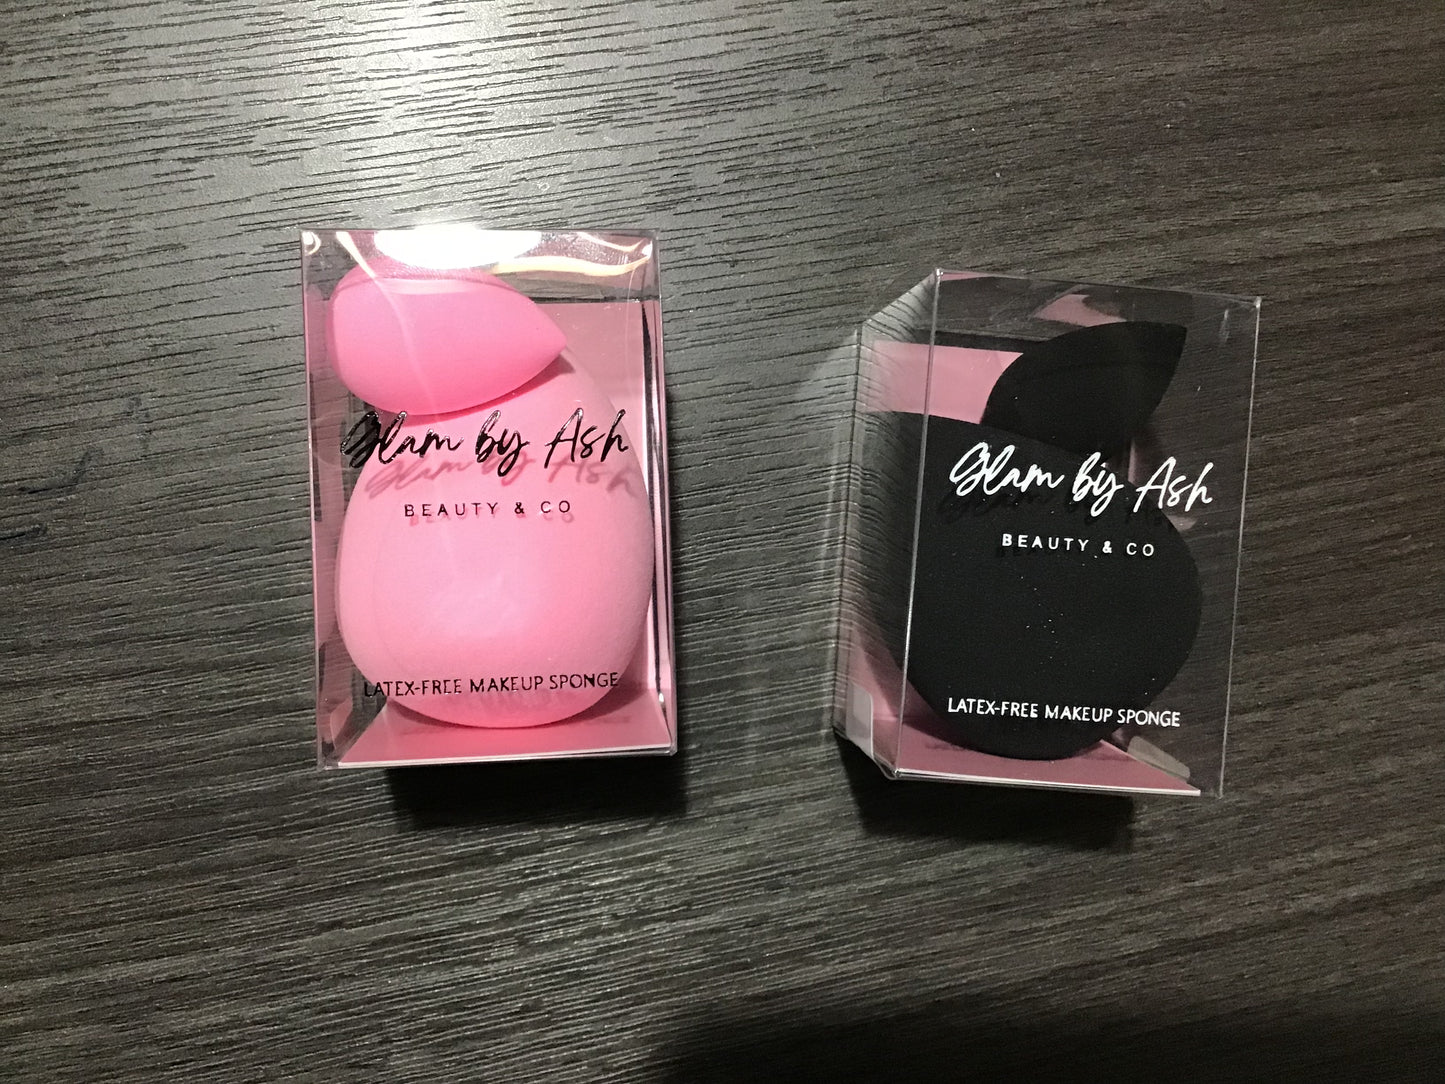 Glam by Ash
BEAUTY & CO
LATEX-FREE MAKEUP SPONGE
Glam by Ash
BEAUTY & CO
LATEX-FREE MAKEUP SPONGE